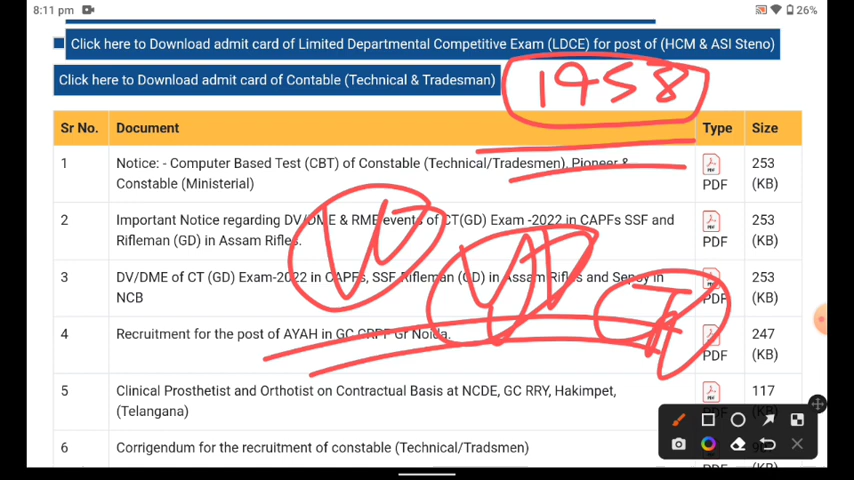 8:11 pm 26%
Click here to Download admit card of Limited Departmental Competitive Exam (LDCE) for post of (HCM & ASI Steno)
Click here to Download admit card of Contable (Technical & Tradesman)
1958
Sr No. Document Type Size
1 Notice: - Computer Based Test (CBT) of Constable (Technical/Tradesmen), Pioneer & 253
Constable (Ministerial) PDF (KB)
2 Important Notice regarding DV/DME & RME events of CT(GD) Exam -2022 in CAPFs SSF and 253
Rifleman (GD) in Assam Rifles. PDF (KB)
3 DV/DME of CT (GD) Exam-2022 in CAPFs, SSF, Rifleman (GD) in Assam Rifles and Sepoy in 253
NCB PDF (KB)
4 Recruitment for the post of AYAH in GC CRPF Gr Noida. 247
PDF (KB)
5 Clinical Prosthetist and Orthotist on Contractual Basis at NCDE, GC RRY, Hakimpet, 117
(Telangana)
6 Corrigendum for the recruitment of constable (Technical/Tradsmen)